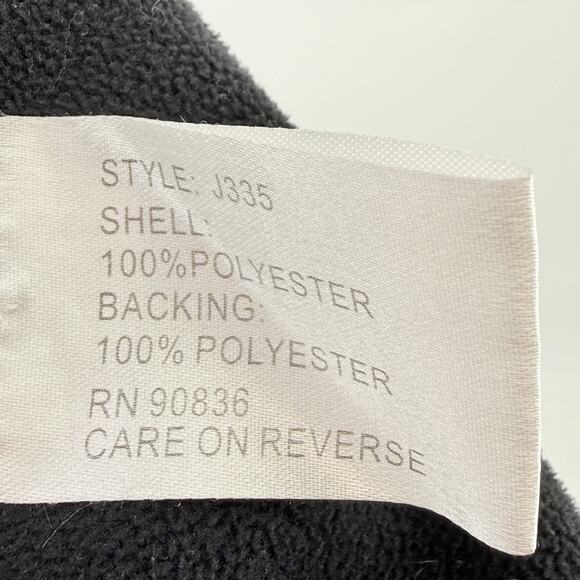 STYLE: J335
SHELL:
100%POLYESTER
BACKING:
100% POLYESTER
RN 90836
CARE ON REVERSE